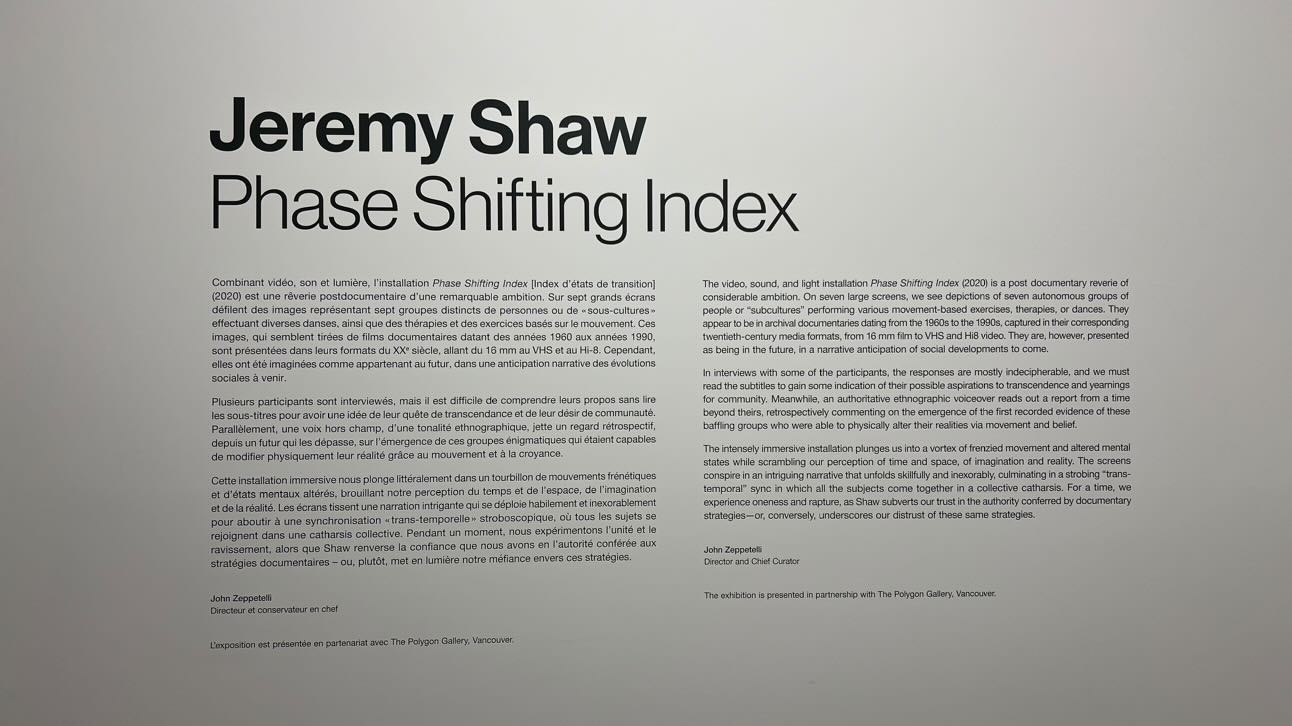 Jeremy Shaw
Phase Shifting Index
Combinant vidéo, son et lumière, l'installation Phase Shifting Index [Index d'états de transition]
(2020) est une rêverie postdocumentaire d'une remarquable ambition. Sur sept grands écrans
défilent des images représentant sept groupes distincts de personnes ou de « sous-cultures »
effectuant diverses danses, ainsi que des thérapies et des exercices basés sur le mouvement. Ces
images, qui semblent tirées de films documentaires datant des années 1960 aux années 1990,
sont présentées dans leurs formats du XXe siècle, allant du 16 mm au VHS et au Hi-8. Cependant,
elles ont été imaginées comme appartenant au futur, dans une anticipation narrative des évolutions
sociales à venir.
Plusieurs participants sont interviewés, mais il est difficile de comprendre leurs propos sans lire
les sous-titres pour avoir une idée de leur quête de transcendance et de leur désir de communauté.
Parallèlement, une voix hors champ, d'une tonalité ethnographique, jette un regard rétrospectif,
depuis un futur qui les dépasse, sur l'émergence de ces groupes énigmatiques qui étaient capables
de modifier physiquement leur réalité grâce au mouvement et à la croyance.
Cette installation immersive nous plonge littéralement dans un tourbillon de mouvements frénétiques
et d'états mentaux altérés, brouillant notre perception du temps et de l'espace, de l'imagination
et de la réalité. Les écrans tissent une narration intrigante qui se déploie habilement et inexorablement
pour aboutir à une synchronisation « trans-temporelle » stroboscopique, où tous les sujets se
rejoignent dans une catharsis collective. Pendant un moment, nous expérimentons l'unité et le
ravissement, alors que Shaw renverse la confiance que nous avons en l'autorité conférée aux
stratégies documentaires – ou, plutôt, met en lumière notre méfiance envers ces stratégies.
John Zeppetelli
Directeur et conservateur en chef
L'exposition est présentée en partenariat avec The Polygon Gallery, Vancouver.
The video, sound, and light installation Phase Shifting Index (2020) is a post documentary reverie of
considerable ambition. On seven large screens, we see depictions of seven autonomous groups of
people or “subcultures” performing various movement-based exercises, therapies, or dances. They
appear to be in archival documentaries dating from the 1960s to the 1990s, captured in their corresponding
twentieth-century media formats, from 16 mm film to VHS and Hi8 video. They are, however, presented
as being in the future, in a narrative anticipation of social developments to come.
In interviews with some of the participants, the responses are mostly indecipherable, and we must
read the subtitles to gain some indication of their possible aspirations to transcendence and yearnings
for community. Meanwhile, an authoritative ethnographic voiceover reads out a report from a time
beyond theirs, retrospectively commenting on the emergence of the first recorded evidence of these
baffling groups who were able to physically alter their realities via movement and belief.
The intensely immersive installation plunges us into a vortex of frenzied movement and altered mental
states while scrambling our perception of time and space, of imagination and reality. The screens
conspire in an intriguing narrative that unfolds skillfully and inexorably, culminating in a strobing “trans-
temporal” sync in which all the subjects come together in a collective catharsis. For a time, we
experience oneness and rapture, as Shaw subverts our trust in the authority conferred by documentary
strategies—or, conversely, underscores our distrust of these same strategies.
John Zeppetelli
Director and Chief Curator
The exhibition is presented in partnership with The Polygon Gallery, Vancouver.